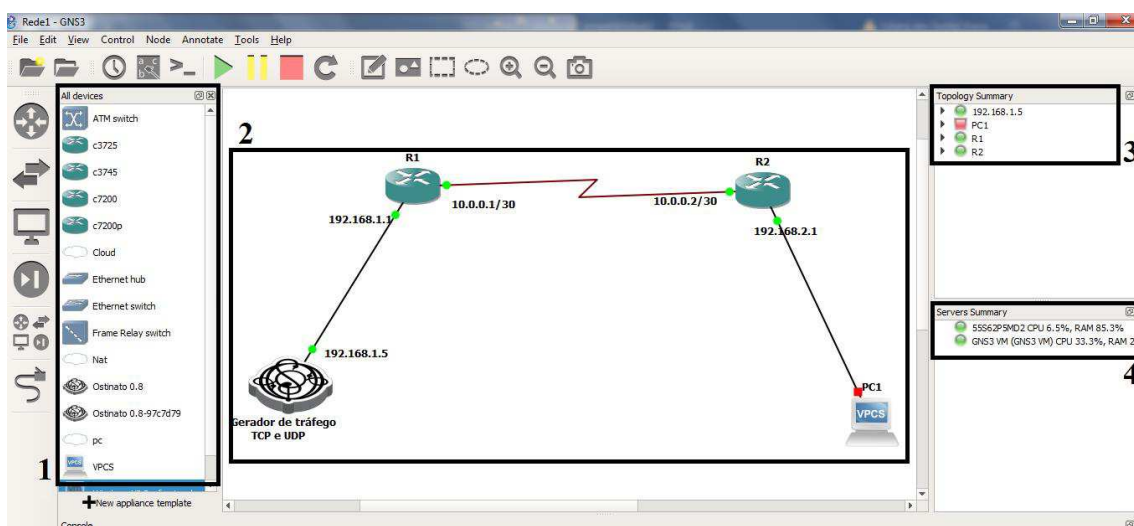 Rede1 - GNS3
File Edit View Control Node Annotate Tools Help
All devices
ATM switch
c3725
c3745
c7200
c7200p
Cloud
Ethernet hub
Ethernet switch
Frame Relay switch
Nat
Ostinato 0.8
Ostinato 0.8-97c7d79
pc
VPCS
New appliance template
1
2
R1
R2
10.0.0.1/30
10.0.0.2/30
192.168.1.1
192.168.2.1
192.168.1.5
Gerador de tráfego
TCP e UDP
PC1
VPCS
Topology Summary
192.168.1.5
PC1
R1
R2
3
Servers Summary
55S62P5MD2 CPU 6.5%, RAM 85.3%
GNS3 VM (GNS3 VM) CPU 33.3%, RAM 2
4
Console